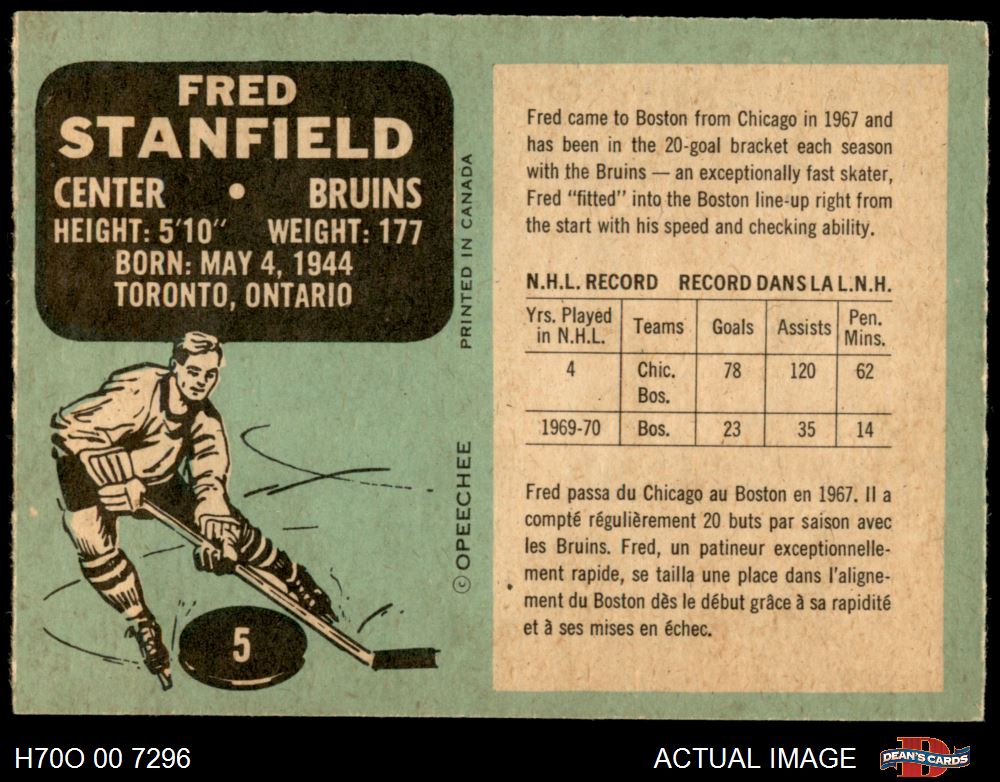 FRED
STANFIELD
CENTER • BRUINS
HEIGHT: 5'10" WEIGHT: 177
BORN: MAY 4, 1944
TORONTO, ONTARIO
PRINTED IN CANADA
© OPEECHEE
5
Fred came to Boston from Chicago in 1967 and
has been in the 20-goal bracket each season
with the Bruins — an exceptionally fast skater,
Fred "fitted" into the Boston line-up right from
the start with his speed and checking ability.
N.H.L. RECORD RECORD DANS LA L.N.H.
Yrs. Played in N.H.L. Teams Goals Assists Pen. Mins.
4 Chic. Bos. 78 120 62
1969-70 Bos. 23 35 14
Fred passa du Chicago au Boston en 1967. Il a
compté régulièrement 20 buts par saison avec
les Bruins. Fred, un patineur exceptionnelle-
ment rapide, se tailla une place dans l'aligne-
ment du Boston dès le début grâce à sa rapidité
et à ses mises en échec.
H70O 00 7296
ACTUAL IMAGE
DEAN'S CARDS